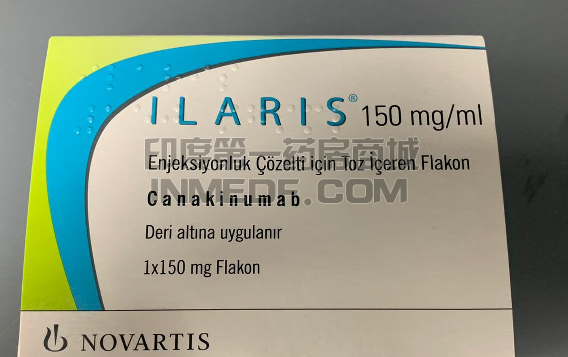 ILARIS® 150 mg/ml
印度第一药房商城
Enjeksiyonluk Çözelti için Toz İçeren Flakon
INMEDE.COM
Canakinumab
Deri altına uygulanır
1x150 mg Flakon
NOVARTIS